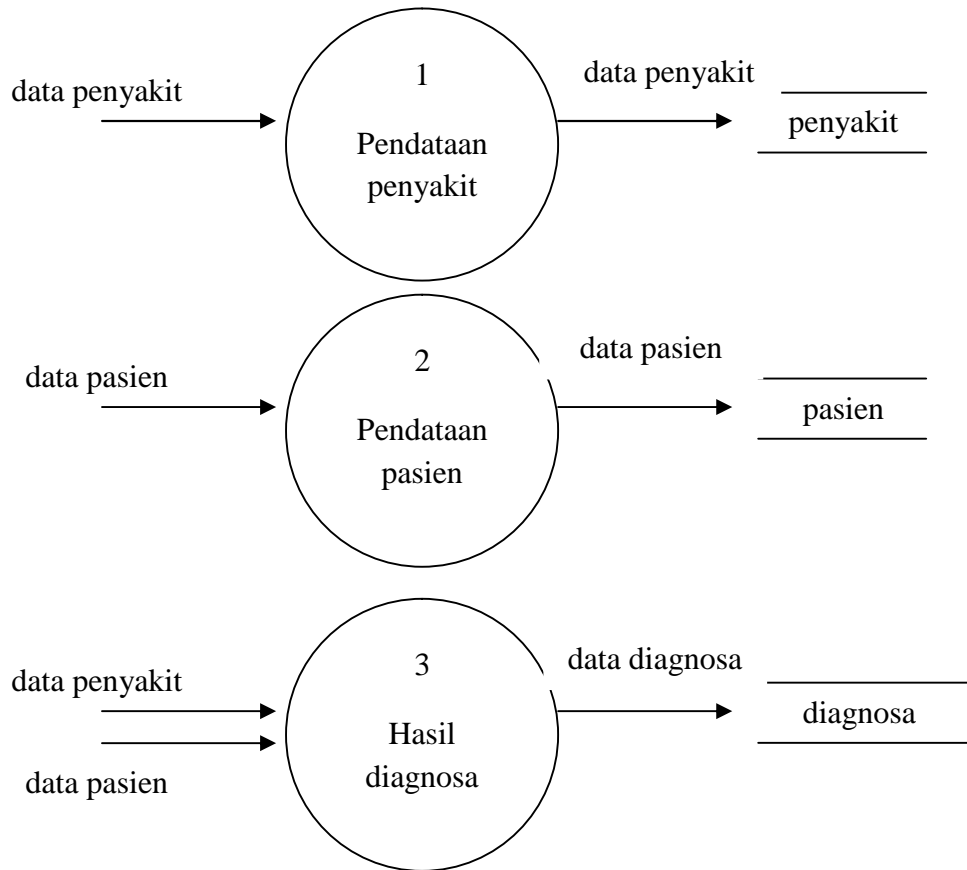 1
data penyakit
data penyakit
penyakit
Pendataan
penyakit
2
data pasien
data pasien
pasien
Pendataan
pasien
3
data penyakit
data diagnosa
diagnosa
Hasil
diagnosa
data pasien